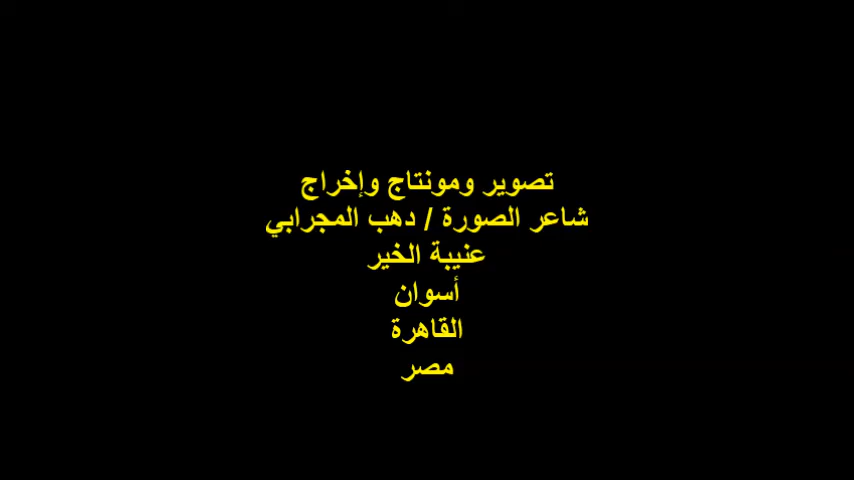 تصوير ومونتاج وإخراج
شاعر الصورة / دهب المجرابي
عنيبة الخير
أسوان
القاهرة
مصر